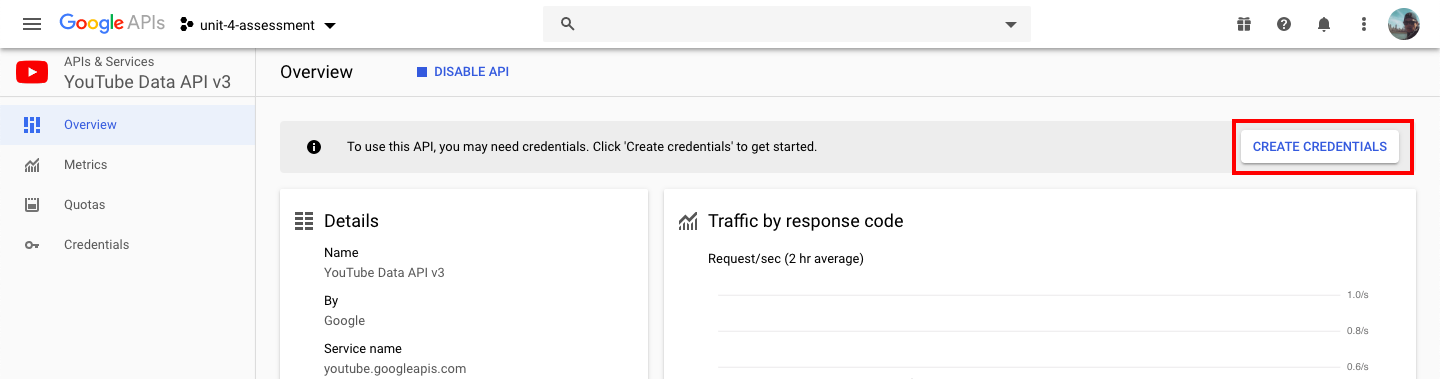 Google APIs
unit-4-assessment
APIs & Services
YouTube Data API v3
Overview
DISABLE API
Overview
Metrics
Quotas
Credentials
To use this API, you may need credentials. Click 'Create credentials' to get started.
CREATE CREDENTIALS
Details
Name
YouTube Data API v3
By
Google
Service name
youtube.googleapis.com
Traffic by response code
Request/sec (2 hr average)
1.0/s
0.8/s
0.6/s